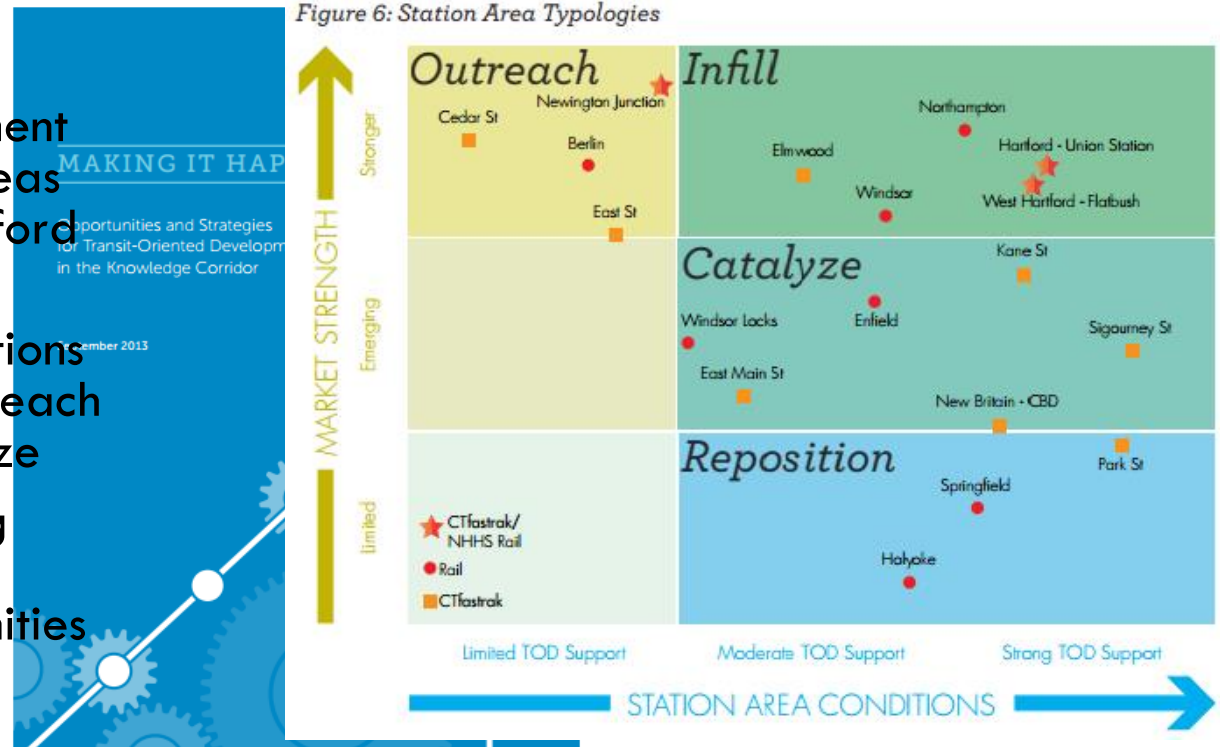 Figure 6: Station Area Typologies
ment
eas
ford
tions
each
ze
g
nities
MAKING IT HAP
Opportunities and Strategies
for Transit-Oriented Developm
in the Knowledge Corridor
September 2013
MARKET STRENGTH
Stronger
Emerging
Limited
Outreach
Newington Junction
Cedar St
Berlin
East St
Infill
Northampton
Hartford - Union Station
Elmwood
Windsor
West Hartford - Flatbush
Catalyze
Kane St
Windsor Locks
Enfield
Sigourney St
East Main St
New Britain - CBD
Reposition
Park St
Springfield
Holyoke
CTfastrak/
NHHS Rail
Rail
CTfastrak
Limited TOD Support
Moderate TOD Support
Strong TOD Support
STATION AREA CONDITIONS